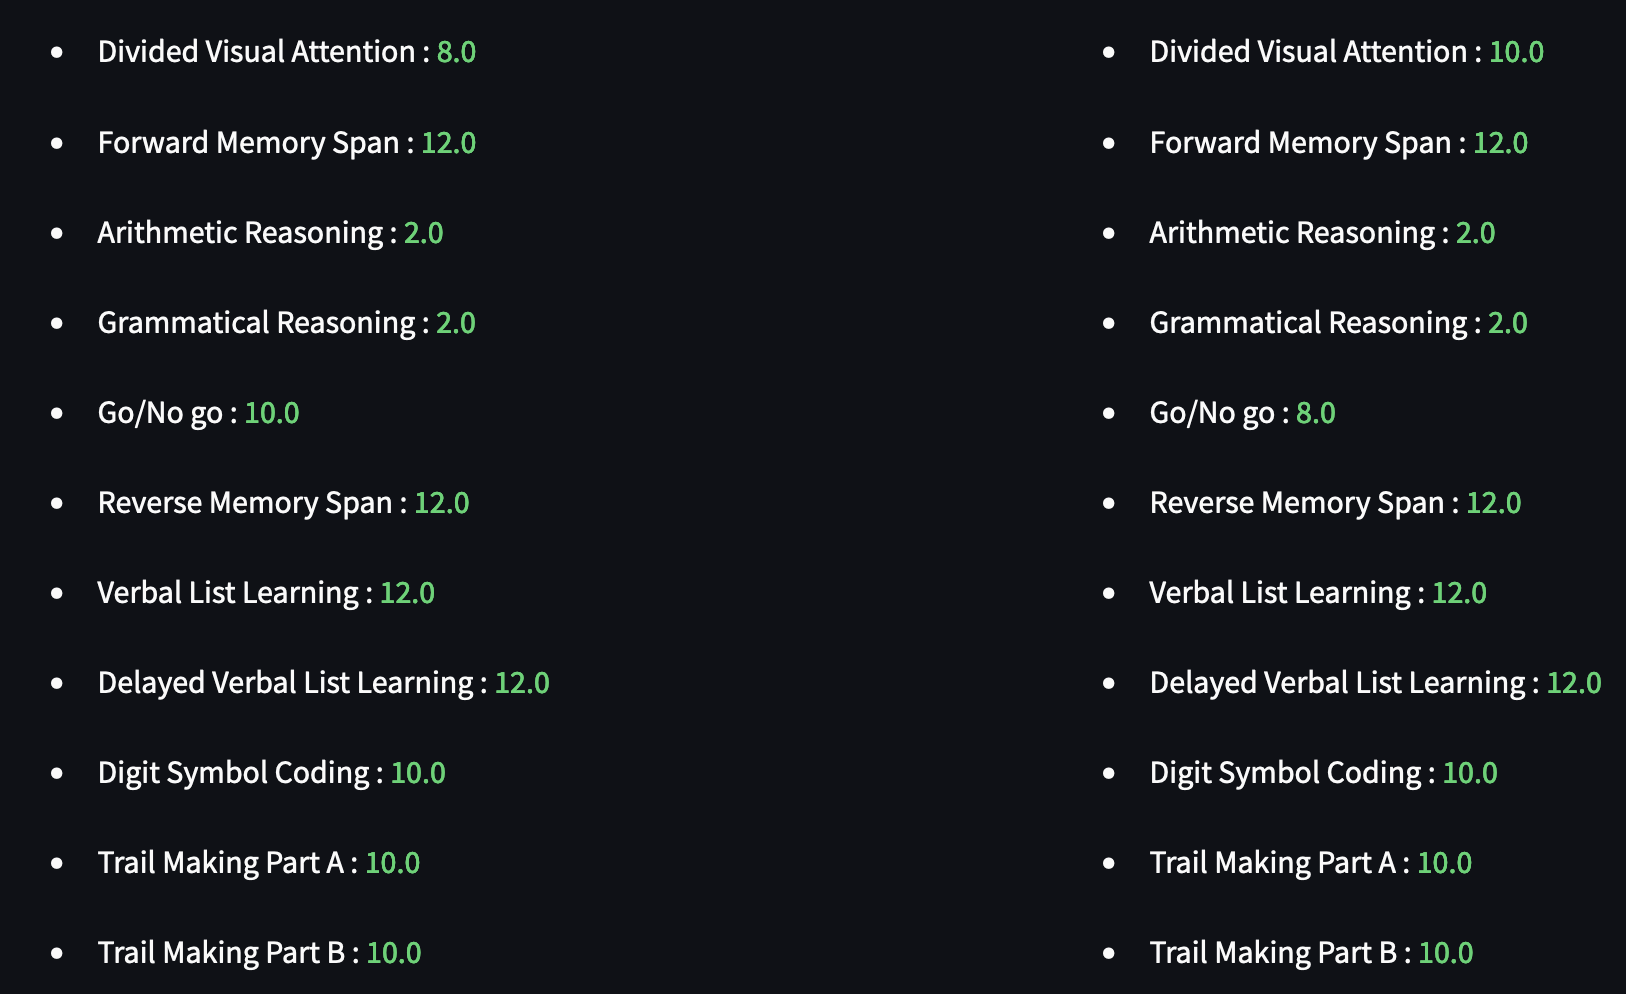 • Divided Visual Attention : 8.0
• Forward Memory Span : 12.0
• Arithmetic Reasoning : 2.0
• Grammatical Reasoning : 2.0
• Go/No go : 10.0
• Reverse Memory Span : 12.0
• Verbal List Learning : 12.0
• Delayed Verbal List Learning : 12.0
• Digit Symbol Coding : 10.0
• Trail Making Part A : 10.0
• Trail Making Part B : 10.0
• Divided Visual Attention : 10.0
• Forward Memory Span : 12.0
• Arithmetic Reasoning : 2.0
• Grammatical Reasoning : 2.0
• Go/No go : 8.0
• Reverse Memory Span : 12.0
• Verbal List Learning : 12.0
• Delayed Verbal List Learning : 12.0
• Digit Symbol Coding : 10.0
• Trail Making Part A : 10.0
• Trail Making Part B : 10.0